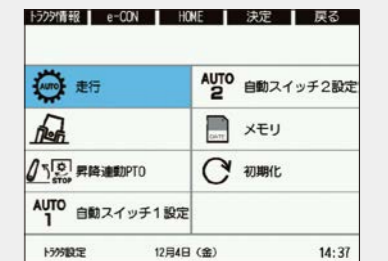 ﾄﾗｸﾀ情報 e-CON HOME 決定 戻る
AUTO 走行
AUTO 2 自動スイッチ2設定
DATE メモリ
STOP 昇降連動PTO
初期化
AUTO 1 自動スイッチ1設定
ﾄﾗｸﾀ設定 12月4日（金） 14:37